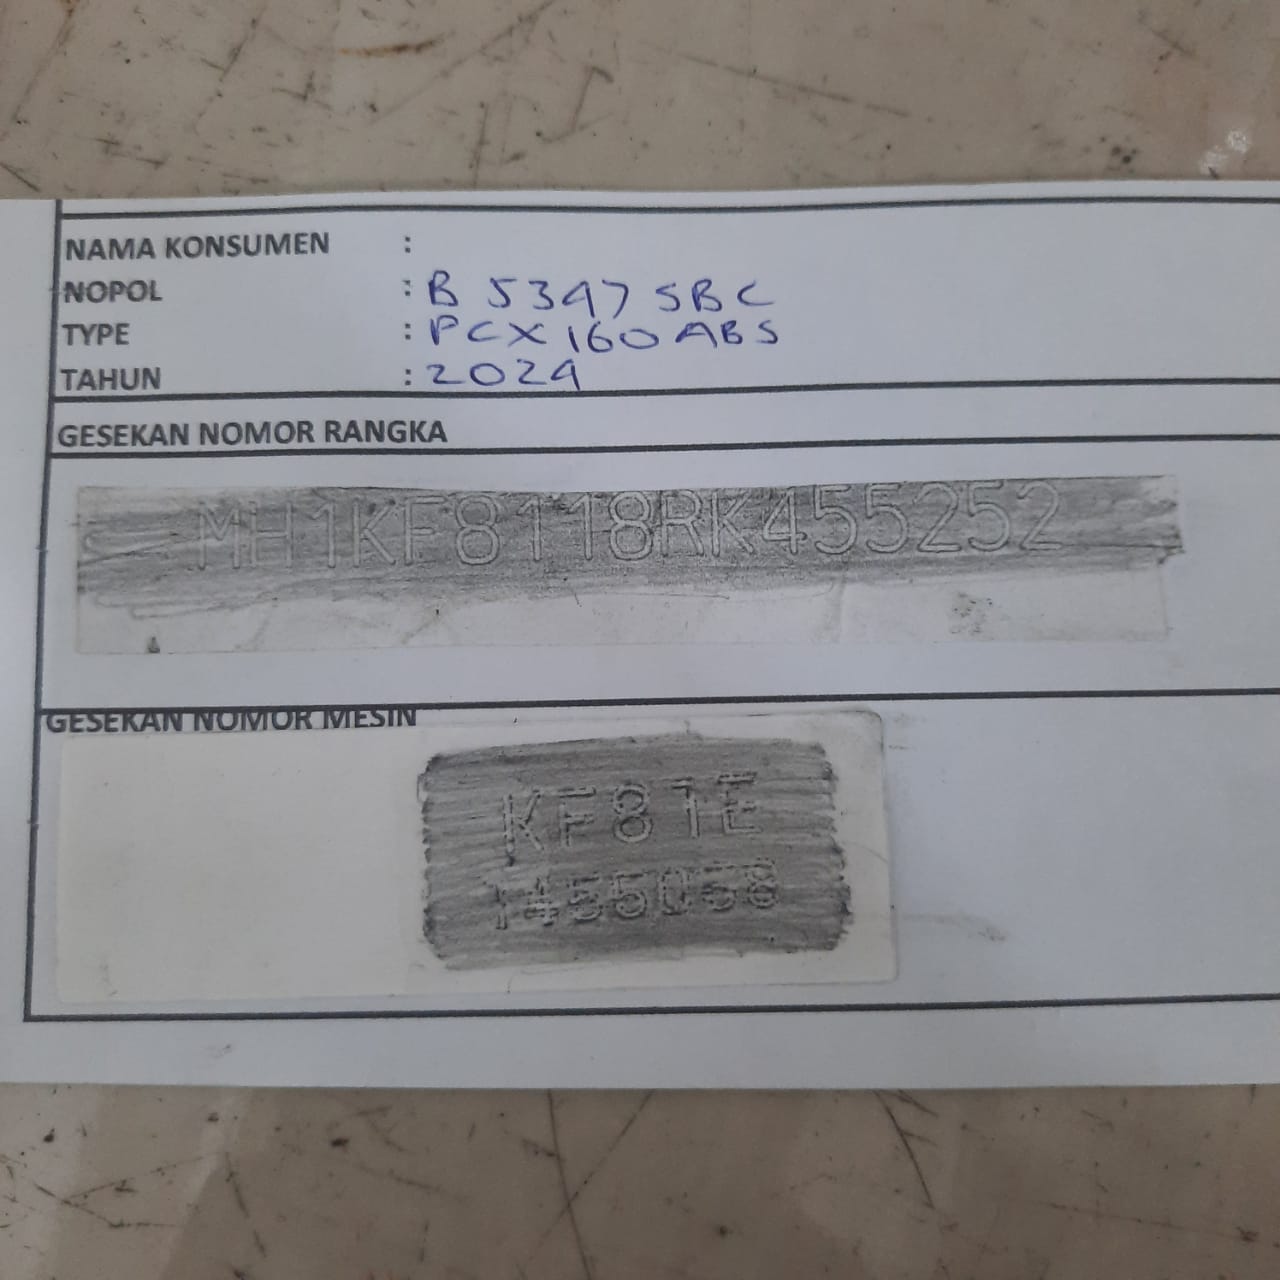 NAMA KONSUMEN :
NOPOL : B 5347 SBC
TYPE : PCX 160 ABS
TAHUN : 2024
GESEKAN NOMOR RANGKA
MH1KF8118RK455252
GESEKAN NOMOR MESIN
KF81E
1455058